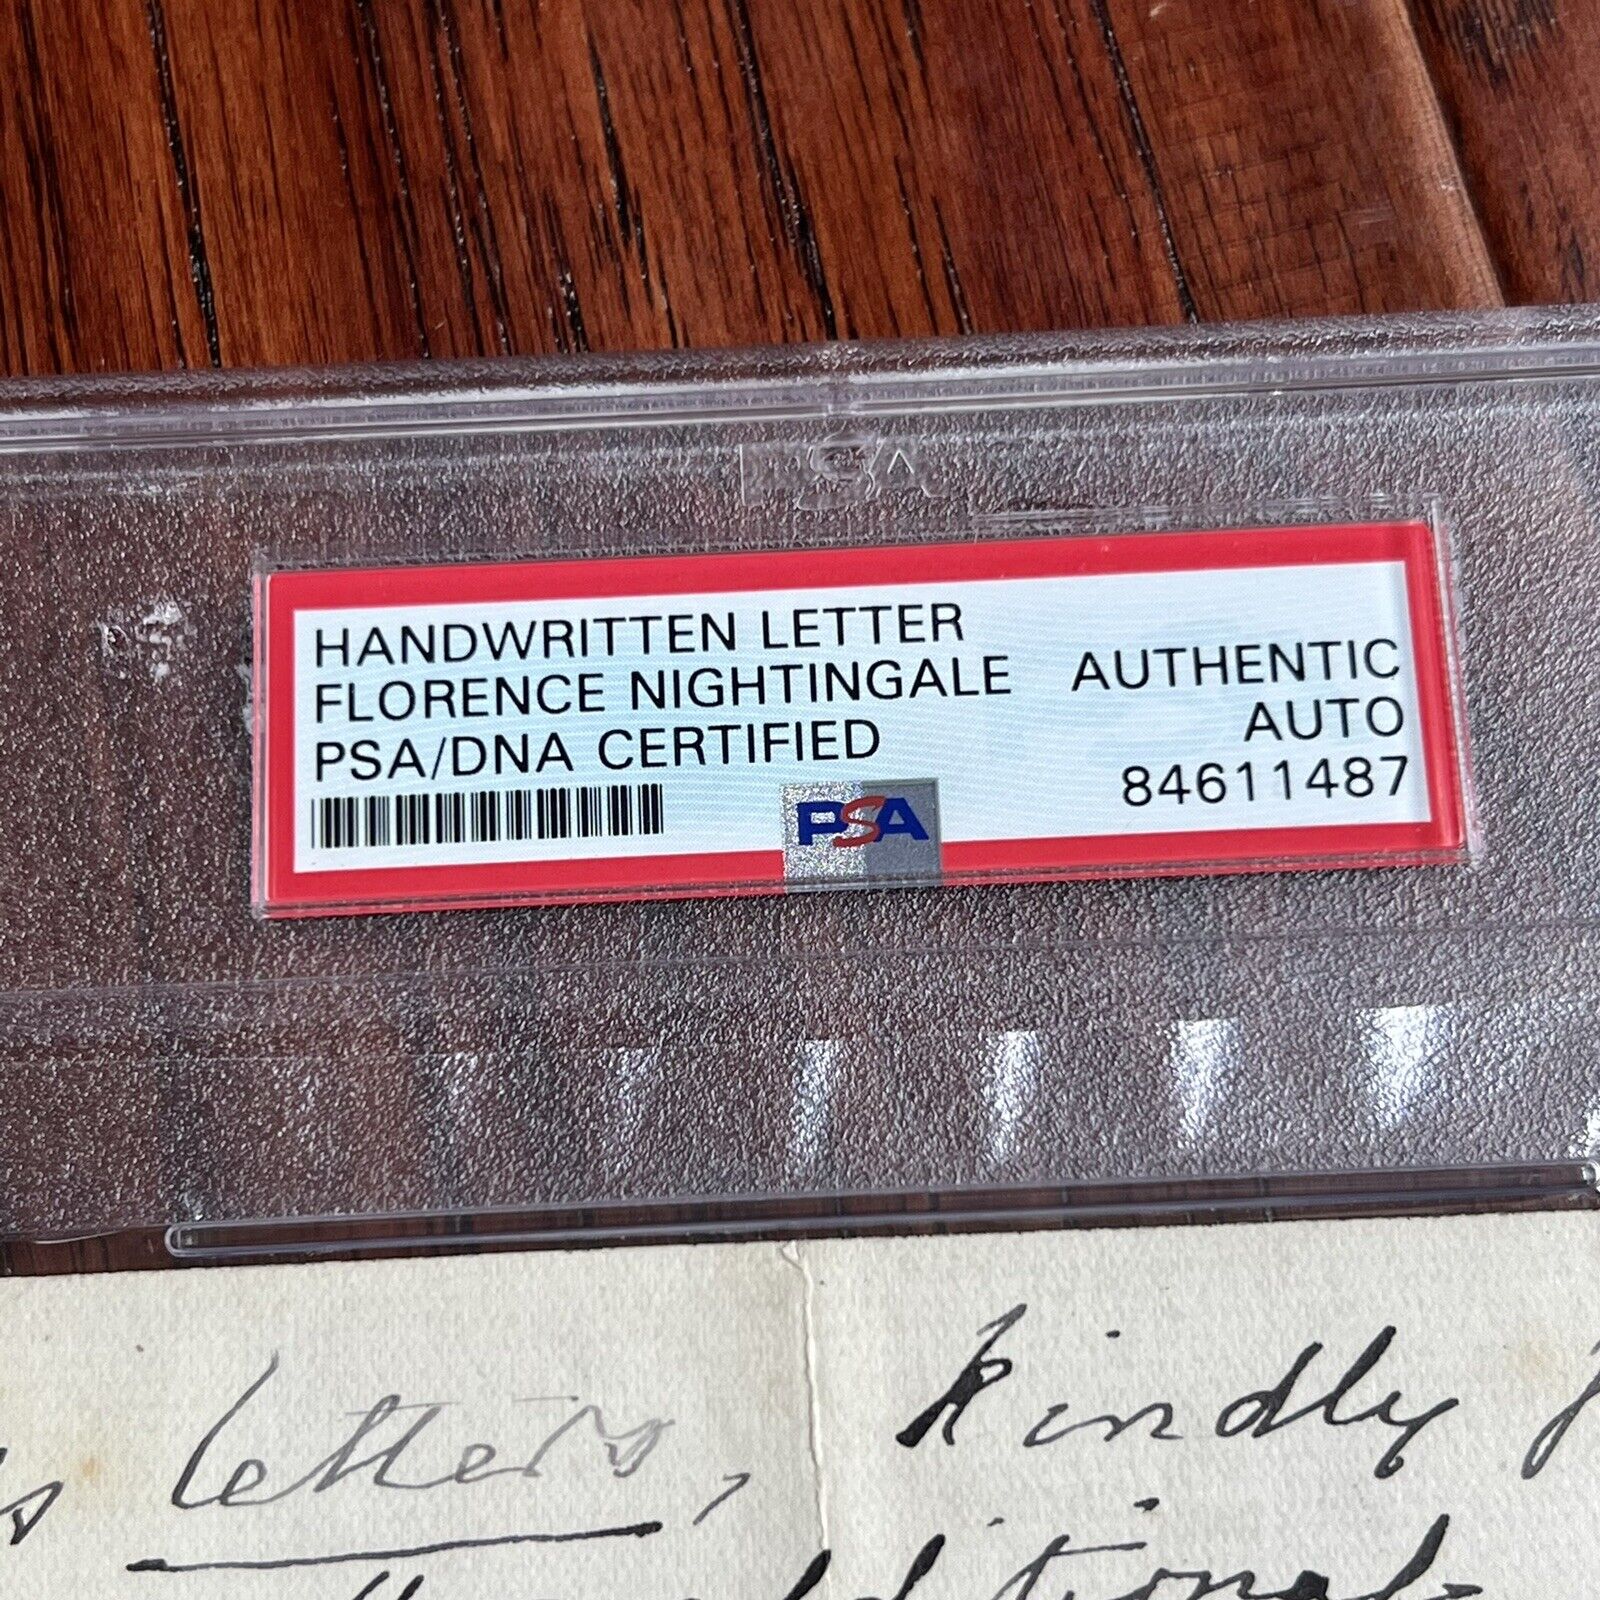 PSA
HANDWRITTEN LETTER
FLORENCE NIGHTINGALE
PSA/DNA CERTIFIED
AUTHENTIC
AUTO
84611487
PSA
letters, kindly